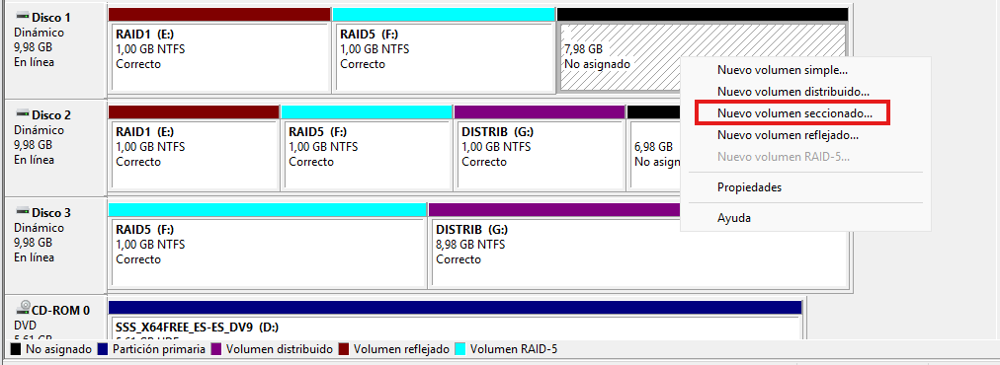 Disco 1
Dinámico
9,98 GB
En línea
RAID1 (E:)
1,00 GB NTFS
Correcto
RAID5 (F:)
1,00 GB NTFS
Correcto
7,98 GB
No asignado
Nuevo volumen simple...
Nuevo volumen distribuido...
Nuevo volumen seccionado...
Nuevo volumen reflejado...
Nuevo volumen RAID-5...
Propiedades
Ayuda
Disco 2
Dinámico
9,98 GB
En línea
RAID1 (E:)
1,00 GB NTFS
Correcto
RAID5 (F:)
1,00 GB NTFS
Correcto
DISTRIB (G:)
1,00 GB NTFS
Correcto
6,98 GB
No asign
Disco 3
Dinámico
9,98 GB
En línea
RAID5 (F:)
1,00 GB NTFS
Correcto
DISTRIB (G:)
8,98 GB NTFS
Correcto
CD-ROM 0
DVD
5,61 GB
SSS_X64FREE_ES-ES_DV9 (D:)
No asignado
Partición primaria
Volumen distribuido
Volumen reflejado
Volumen RAID-5